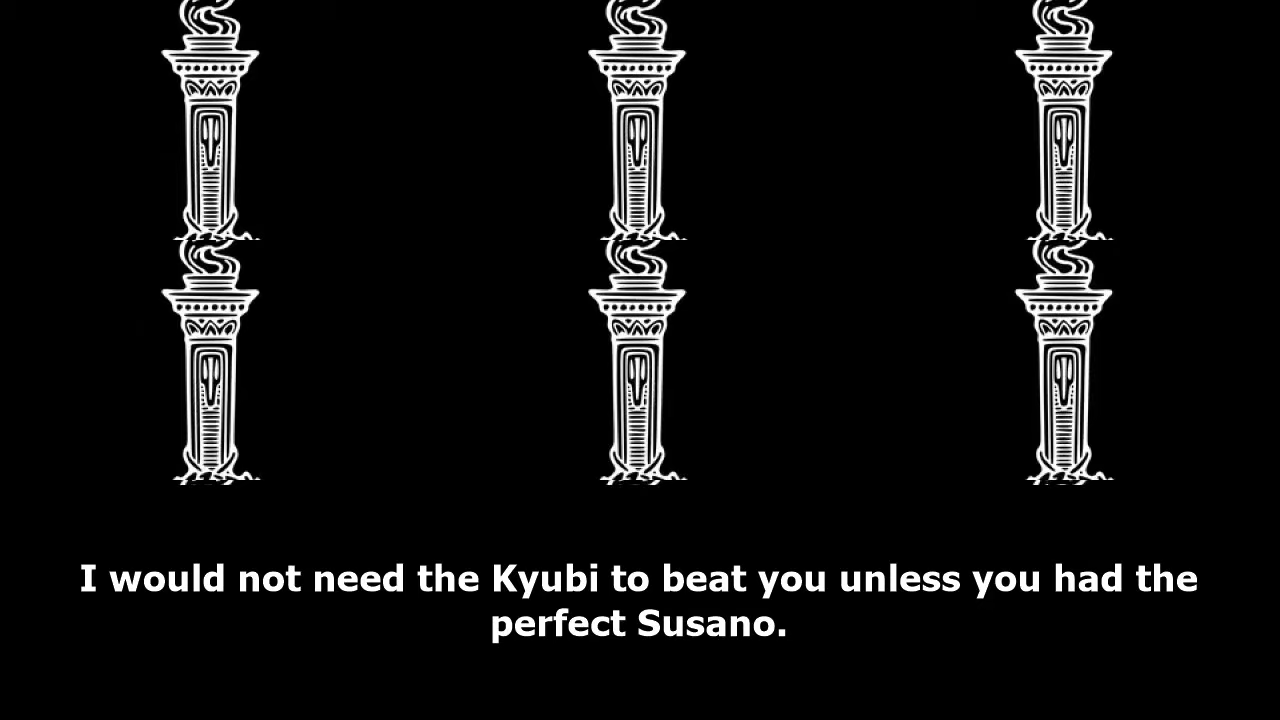 I would not need the Kyubi to beat you unless you had the
perfect Susano.